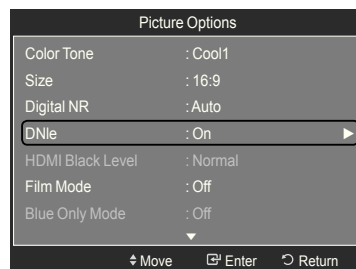 Picture Options
Color Tone : Cool1
Size : 16:9
Digital NR : Auto
DNIe : On
HDMI Black Level : Normal
Film Mode : Off
Blue Only Mode : Off
Move Enter Return